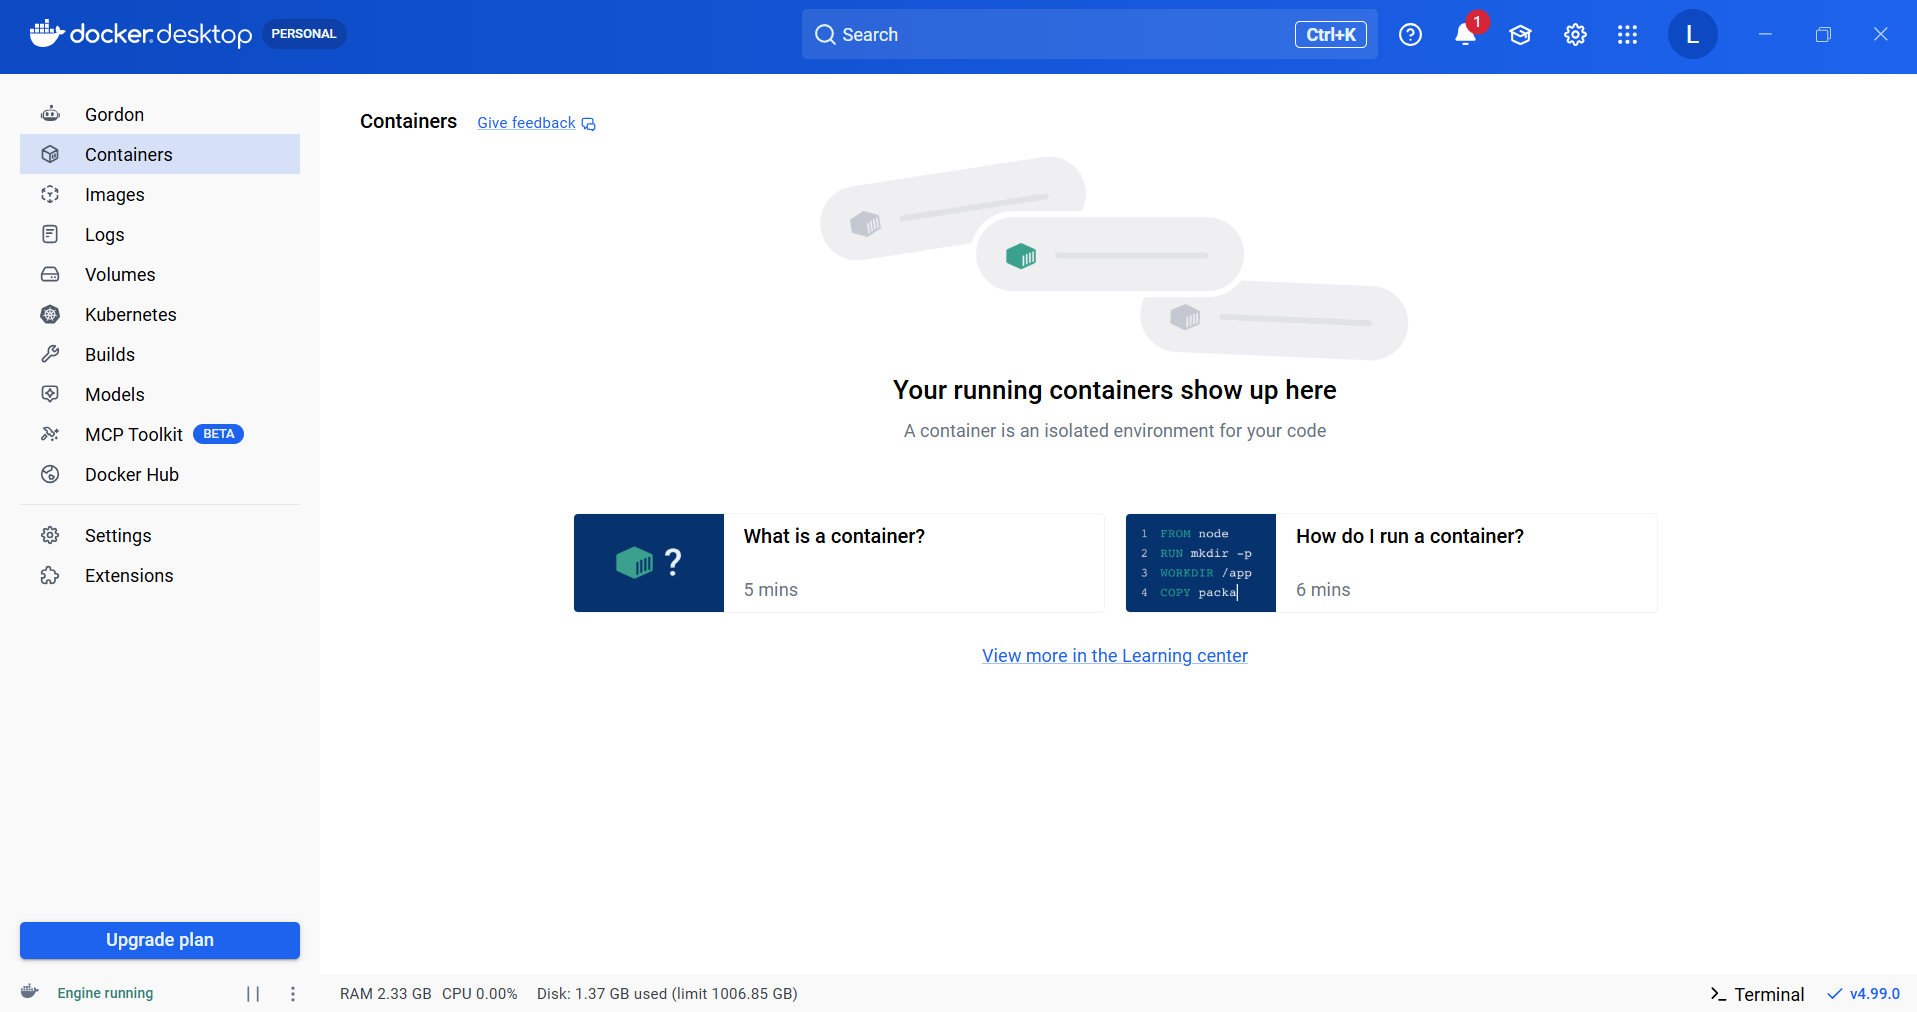 docker.desktop PERSONAL
Search Ctrl+K
1
L
Gordon
Containers
Images
Logs
Volumes
Kubernetes
Builds
Models
MCP Toolkit BETA
Docker Hub
Settings
Extensions
Upgrade plan
Containers Give feedback
Your running containers show up here
A container is an isolated environment for your code
?
What is a container?
5 mins
1 FROM node
2 RUN mkdir -p
3 WORKDIR /app
4 COPY packa
How do I run a container?
6 mins
View more in the Learning center
Engine running
RAM 2.33 GB CPU 0.00% Disk: 1.37 GB used (limit 1006.85 GB)
Terminal
v4.99.0